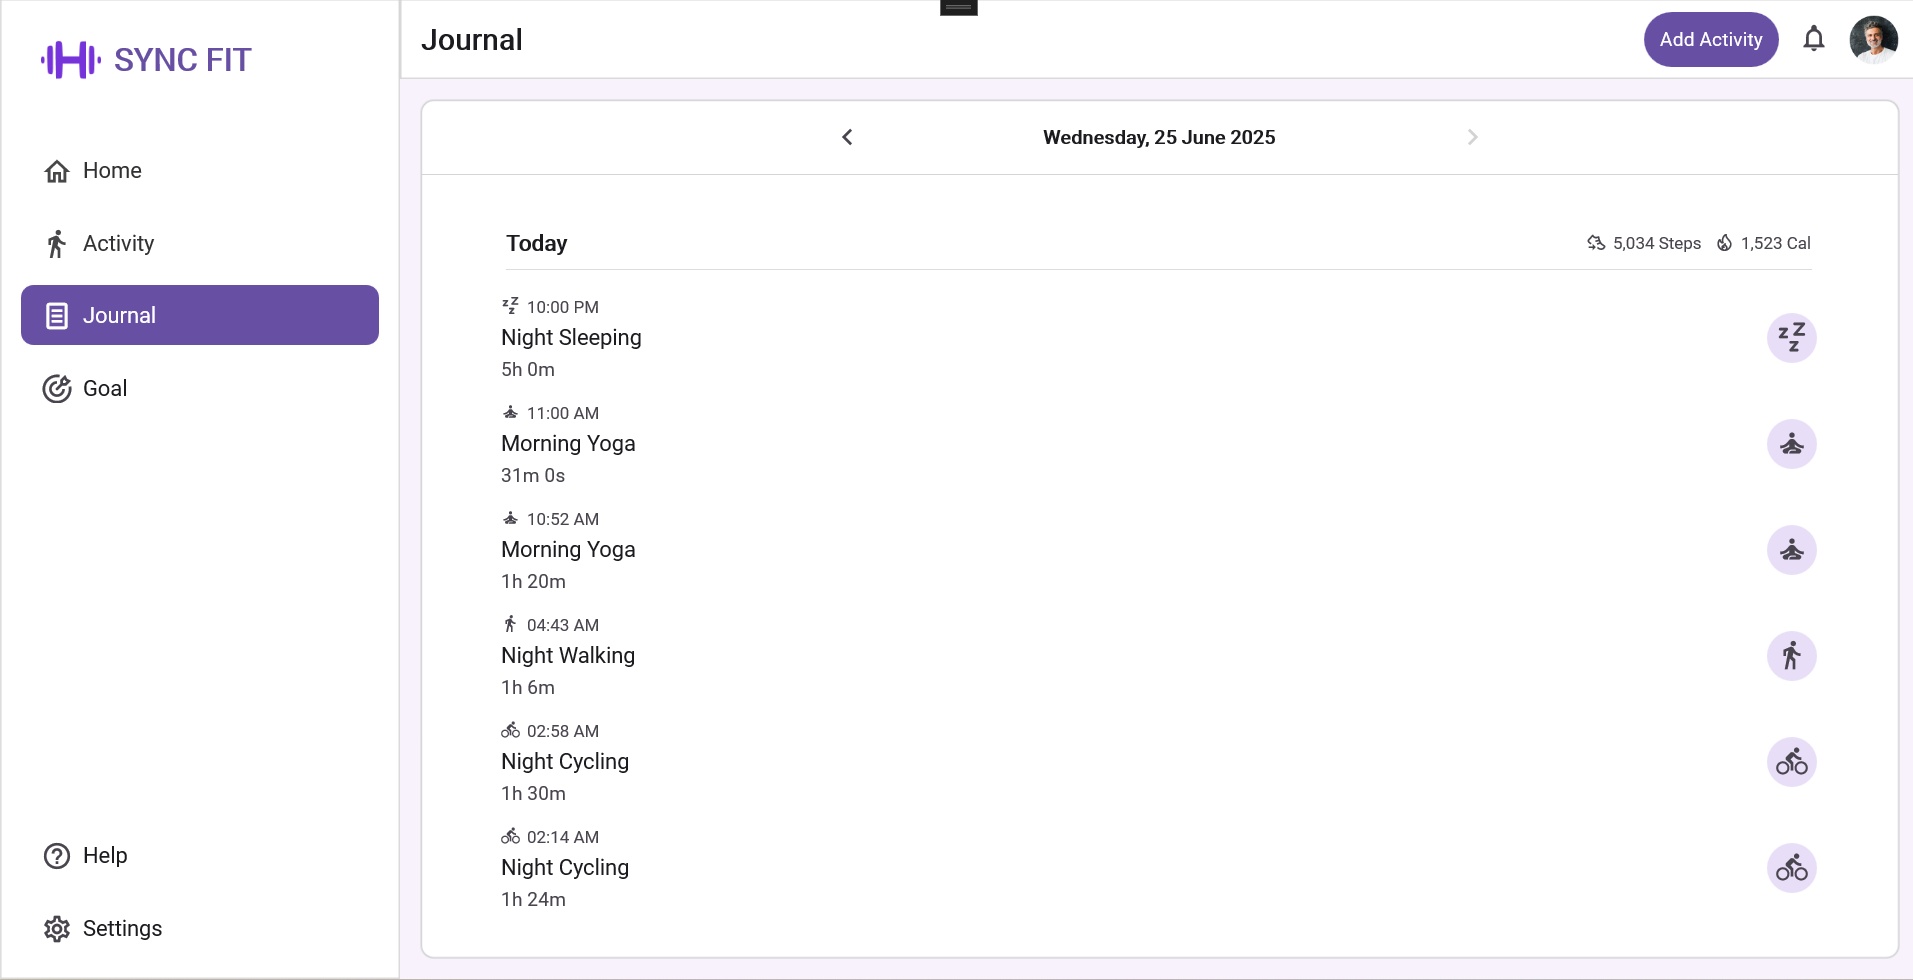 SYNC FIT
Home
Activity
Journal
Goal
Help
Settings
Journal
Add Activity
Wednesday, 25 June 2025
Today
5,034 Steps 1,523 Cal
10:00 PM
Night Sleeping
5h 0m
11:00 AM
Morning Yoga
31m 0s
10:52 AM
Morning Yoga
1h 20m
04:43 AM
Night Walking
1h 6m
02:58 AM
Night Cycling
1h 30m
02:14 AM
Night Cycling
1h 24m